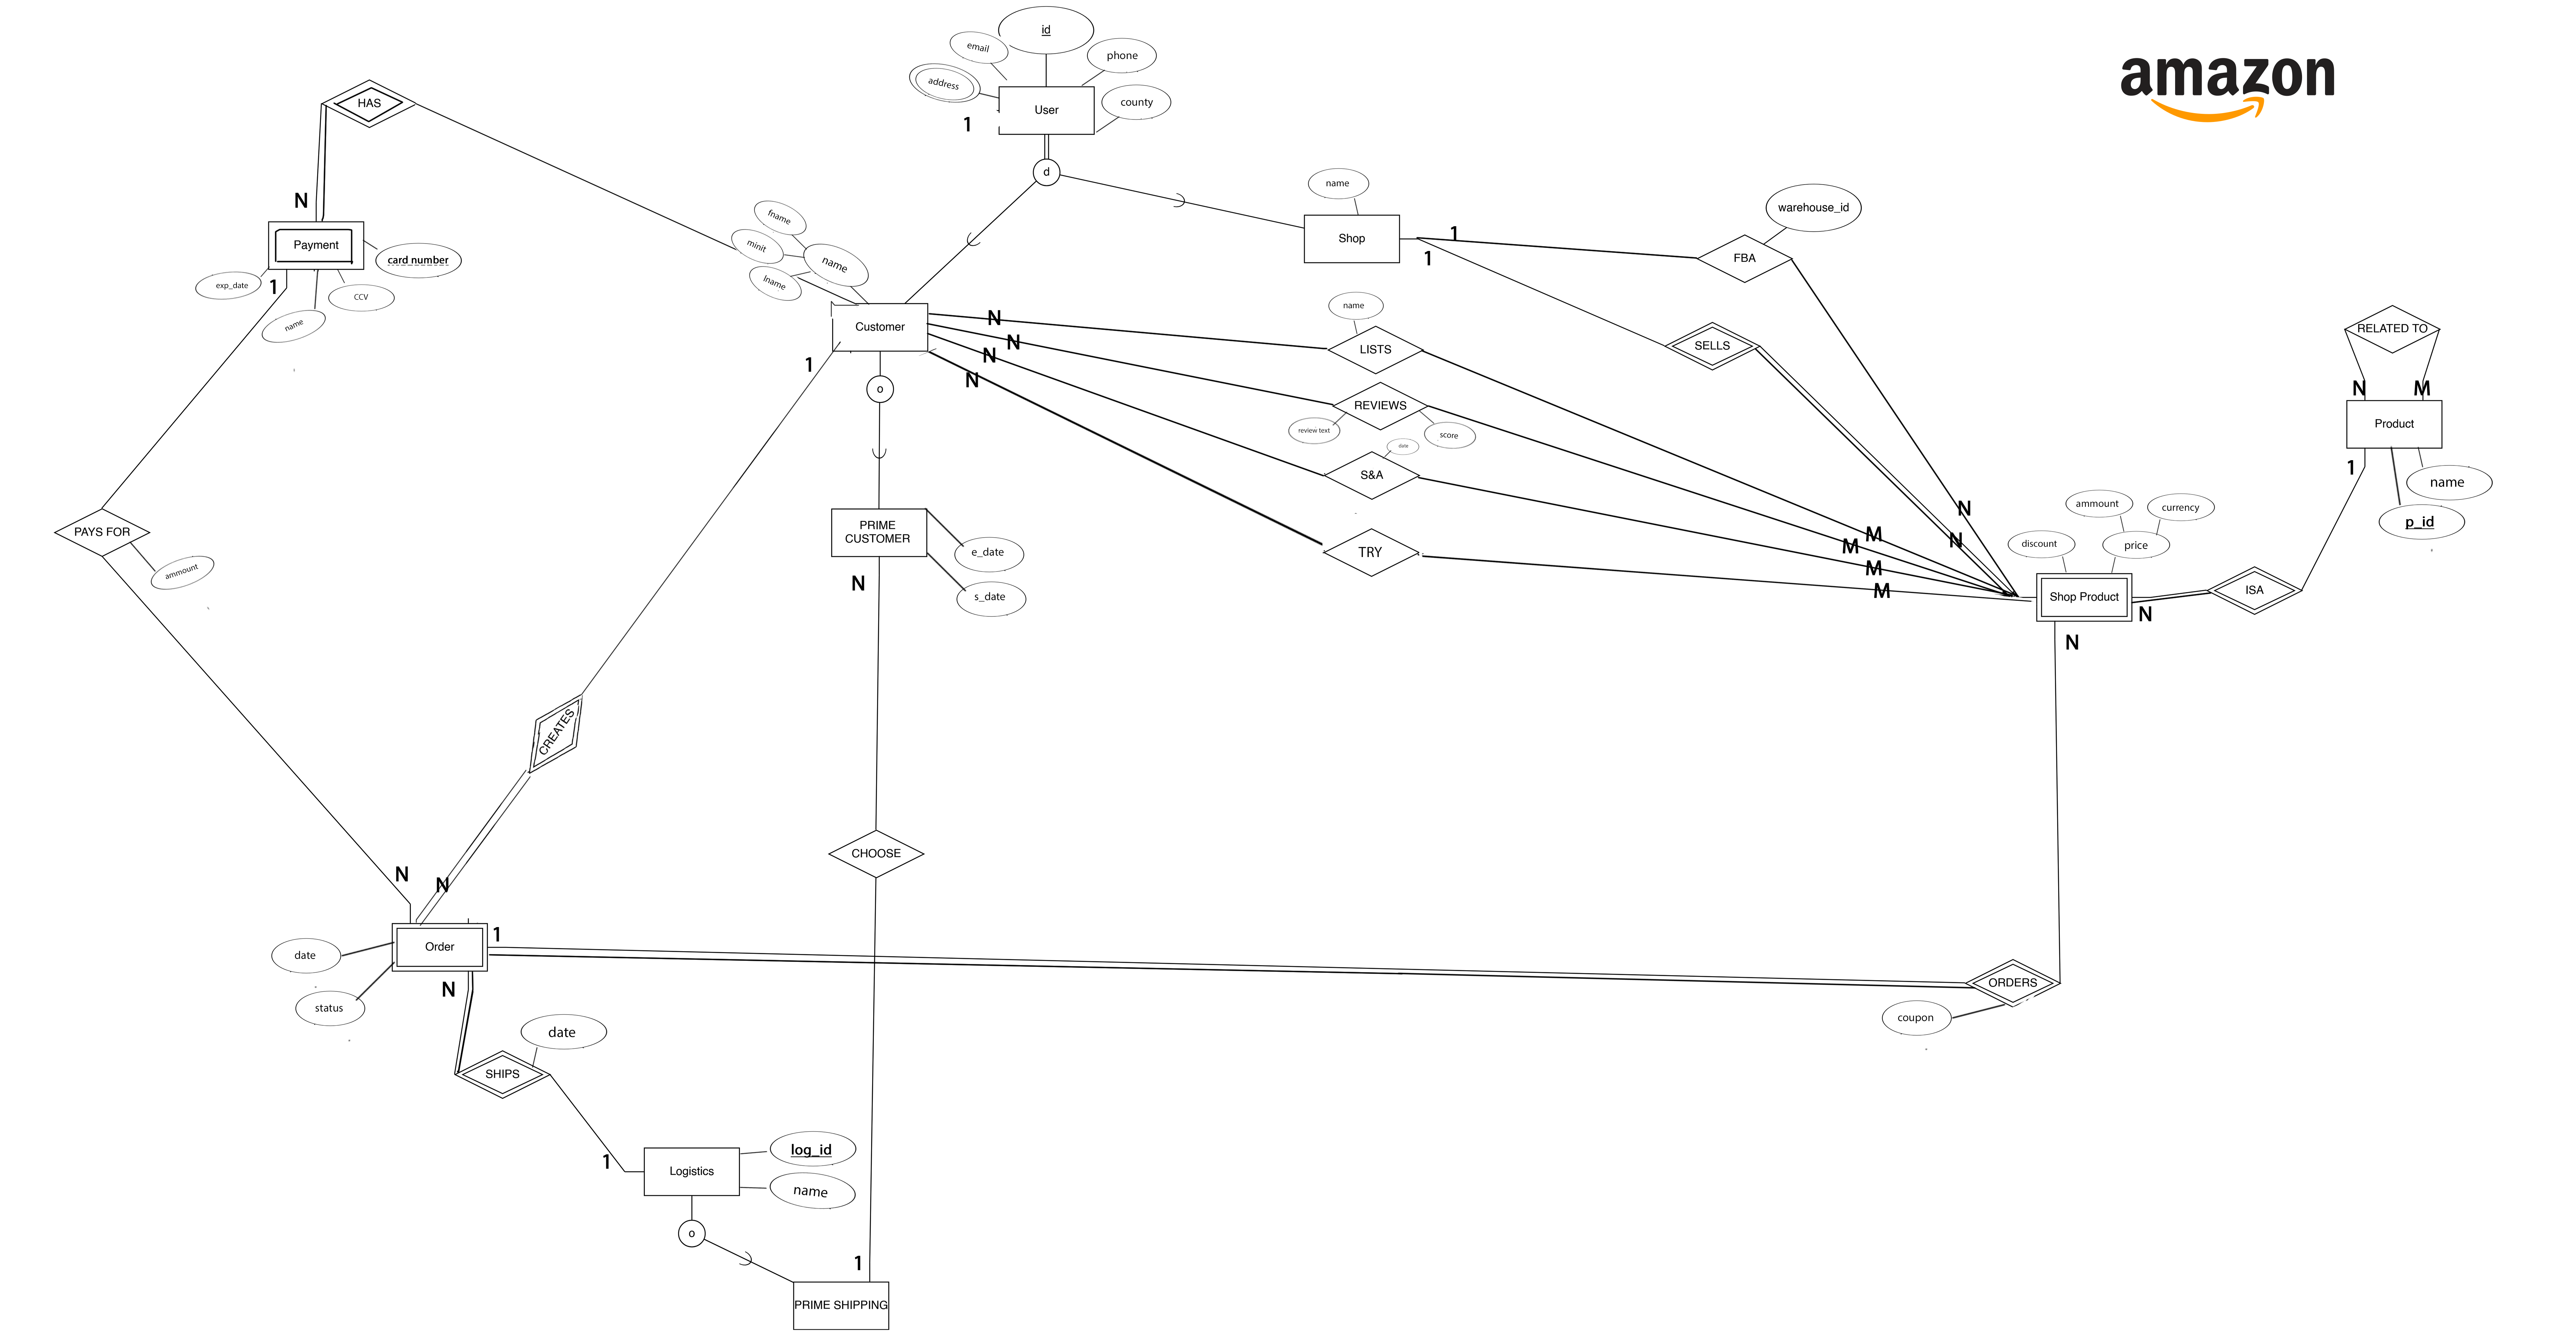 id
email
phone
address
county
User
1
amazon
HAS
d
N
Payment
card number
exp_date
1
CCV
name
fname
minit
name
lname
name
Shop
1
1
warehouse_id
FBA
Customer
1
N
N
N
N
name
LISTS
REVIEWS
review text
score
date
S&A
TRY
SELLS
RELATED TO
N
M
Product
1
name
p_id
o
PRIME
CUSTOMER
e_date
s_date
N
N
N
M
M
M
M
ammount
currency
discount
price
Shop Product
N
N
ISA
PAYS FOR
ammount
CREATES
CHOOSE
N
N
Order
1
date
status
N
ORDERS
coupon
date
SHIPS
1
Logistics
log_id
name
o
1
PRIME SHIPPING